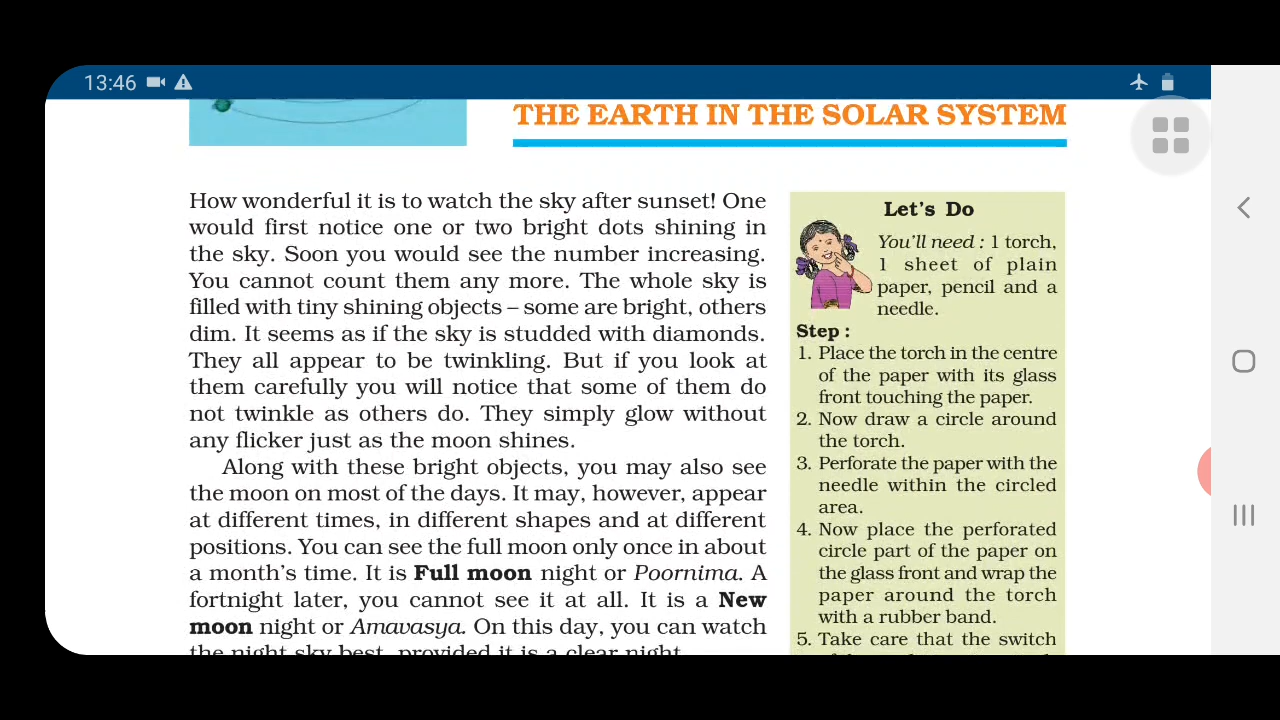 13:46
THE EARTH IN THE SOLAR SYSTEM
How wonderful it is to watch the sky after sunset! One
would first notice one or two bright dots shining in
the sky. Soon you would see the number increasing.
You cannot count them any more. The whole sky is
filled with tiny shining objects – some are bright, others
dim. It seems as if the sky is studded with diamonds.
They all appear to be twinkling. But if you look at
them carefully you will notice that some of them do
not twinkle as others do. They simply glow without
any flicker just as the moon shines.
Along with these bright objects, you may also see
the moon on most of the days. It may, however, appear
at different times, in different shapes and at different
positions. You can see the full moon only once in about
a month's time. It is Full moon night or Poornima. A
fortnight later, you cannot see it at all. It is a New
moon night or Amavasya. On this day, you can watch
the night sky best, provided it is a clear night.
Let's Do
You'll need : 1 torch,
1 sheet of plain
paper, pencil and a
needle.
Step :
1. Place the torch in the centre
of the paper with its glass
front touching the paper.
2. Now draw a circle around
the torch.
3. Perforate the paper with the
needle within the circled
area.
4. Now place the perforated
circle part of the paper on
the glass front and wrap the
paper around the torch
with a rubber band.
5. Take care that the switch